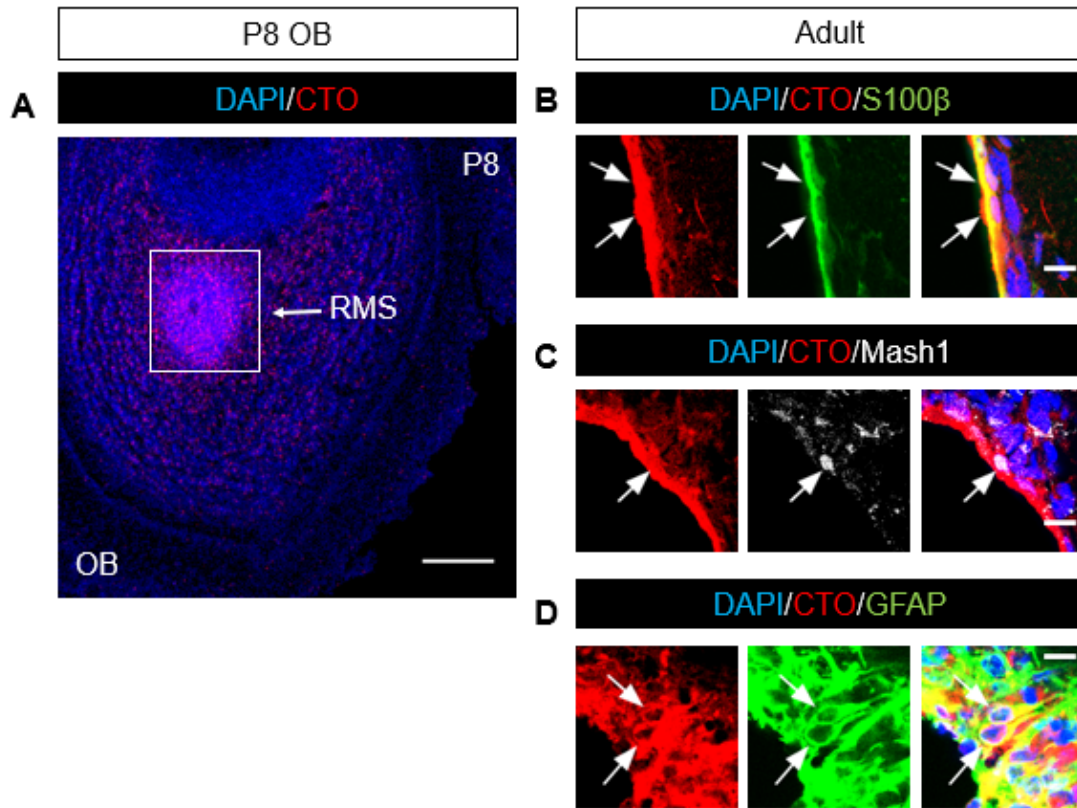 P8 OB
Adult
A
DAPI/CTO
P8
RMS
OB
B
DAPI/CTO/S100β
C
DAPI/CTO/Mash1
D
DAPI/CTO/GFAP